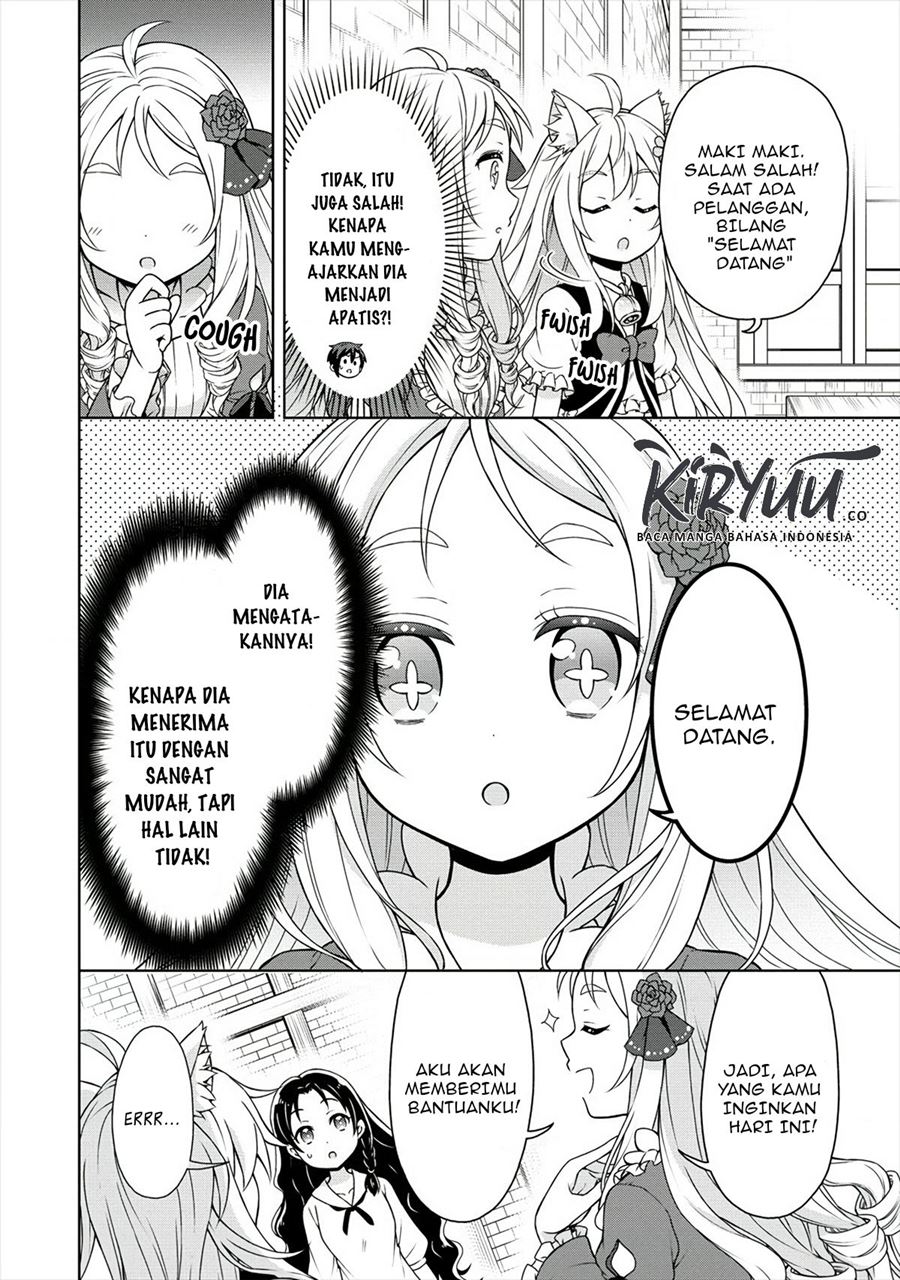 MAKI MAKI.
SALAM SALAH!
SAAT ADA
PELANGGAN,
BILANG
"SELAMAT
DATANG"
FWISH
FWISH
TIDAK, ITU
JUGA SALAH!
KENAPA
KAMU MENG-
AJARKAN DIA
MENJADI
APATIS?!
COUGH
KIRYUU.CO
BACA MANGA BAHASA INDONESIA
SELAMAT
DATANG.
DIA
MENGATA-
KANNYA!
KENAPA DIA
MENERIMA
ITU DENGAN
SANGAT
MUDAH, TAPI
HAL LAIN
TIDAK!
JADI, APA
YANG KAMU
INGINKAN
HARI INI!
AKU AKAN
MEMBERIMU
BANTUANKU!
ERRR...